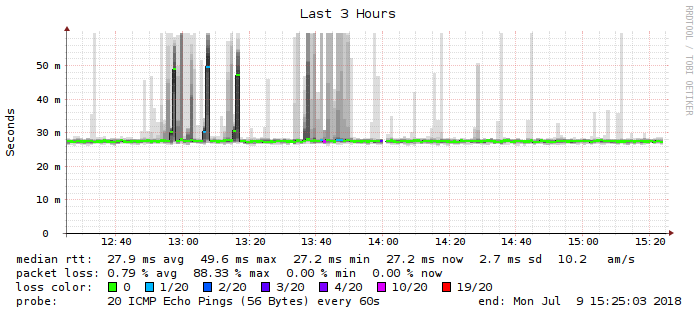 Last 3 Hours
RRDTOOL / TOBI OETIKER
Seconds
50 m
40 m
30 m
20 m
10 m
0
12:40 13:00 13:20 13:40 14:00 14:20 14:40 15:00 15:20
median rtt: 27.9 ms avg 49.6 ms max 27.2 ms min 27.2 ms now 2.7 ms sd 10.2 am/s
packet loss: 0.79 % avg 88.33 % max 0.00 % min 0.00 % now
loss color: 0 1/20 2/20 3/20 4/20 10/20 19/20
probe: 20 ICMP Echo Pings (56 Bytes) every 60s end: Mon Jul 9 15:25:03 2018